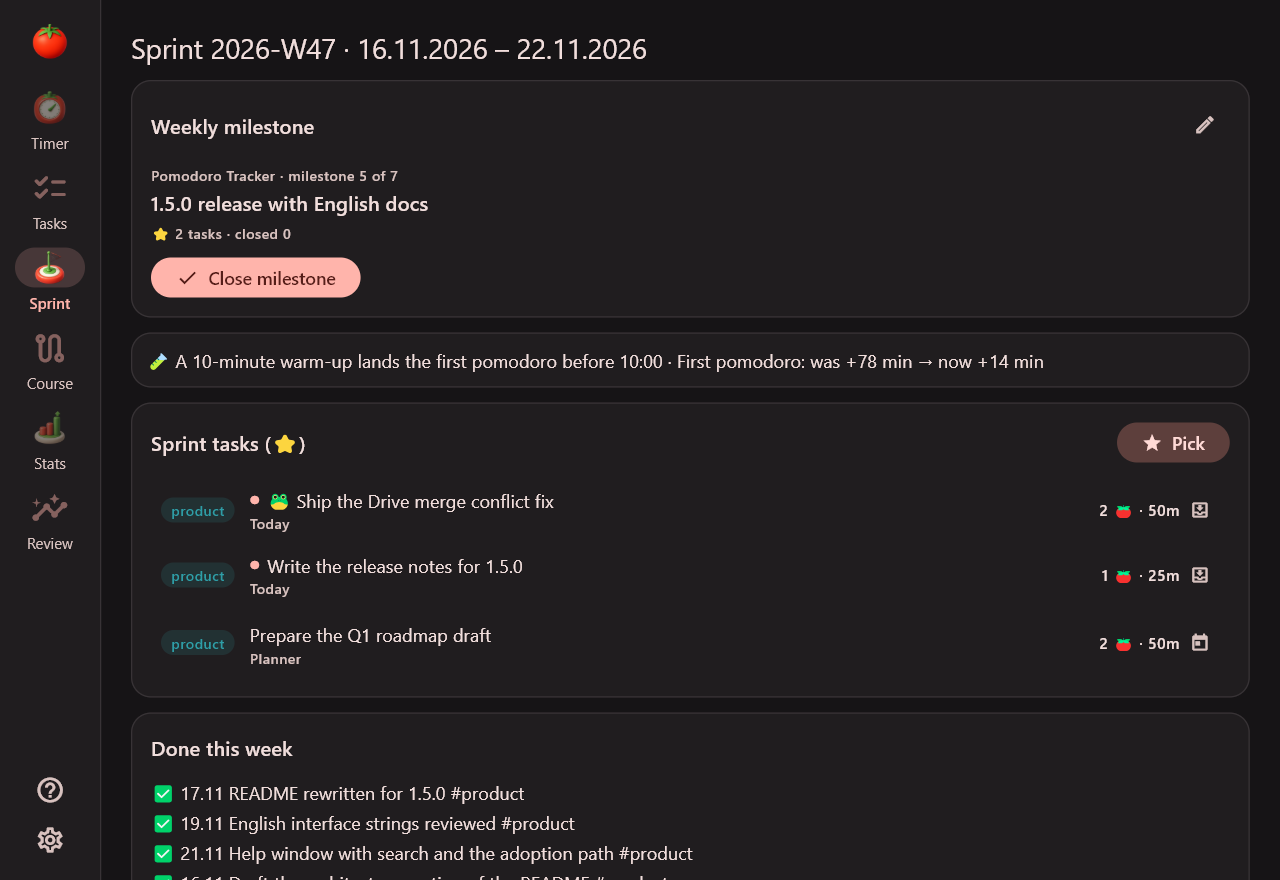 Sprint 2026-W47 · 16.11.2026 – 22.11.2026
Timer
Tasks
Sprint
Course
Stats
Review
Weekly milestone
Pomodoro Tracker · milestone 5 of 7
1.5.0 release with English docs
⭐ 2 tasks · closed 0
Close milestone
🧪 A 10-minute warm-up lands the first pomodoro before 10:00 · First pomodoro: was +78 min → now +14 min
Sprint tasks (⭐)
Pick
product
🐸 Ship the Drive merge conflict fix
Today
2 🍅 · 50m
product
Write the release notes for 1.5.0
Today
1 🍅 · 25m
product
Prepare the Q1 roadmap draft
Planner
2 🍅 · 50m
Done this week
✅ 17.11 README rewritten for 1.5.0 #product
✅ 19.11 English interface strings reviewed #product
✅ 21.11 Help window with search and the adoption path #product